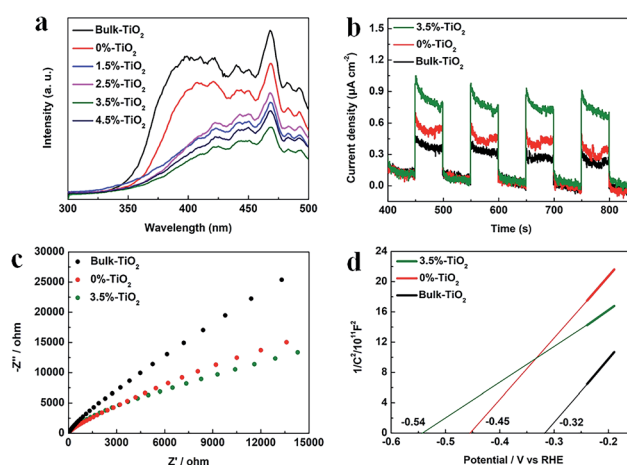 a
Bulk-TiO2
0%-TiO2
1.5%-TiO2
2.5%-TiO2
3.5%-TiO2
4.5%-TiO2
Intensity (a. u.)
300 350 400 450 500
Wavelength (nm)
b
3.5%-TiO2
0%-TiO2
Bulk-TiO2
Current density (µA cm-2)
1.5
1.2
0.9
0.6
0.3
0.0
400 500 600 700 800
Time (s)
c
Bulk-TiO2
0%-TiO2
3.5%-TiO2
-Z'' / ohm
30000
25000
20000
15000
10000
5000
0
0 3000 6000 9000 12000 15000
Z' / ohm
d
3.5%-TiO2
0%-TiO2
Bulk-TiO2
1/C2/1011F2
24
20
16
12
8
4
0
-0.54 -0.45 -0.32
-0.6 -0.5 -0.4 -0.3 -0.2
Potential / V vs RHE